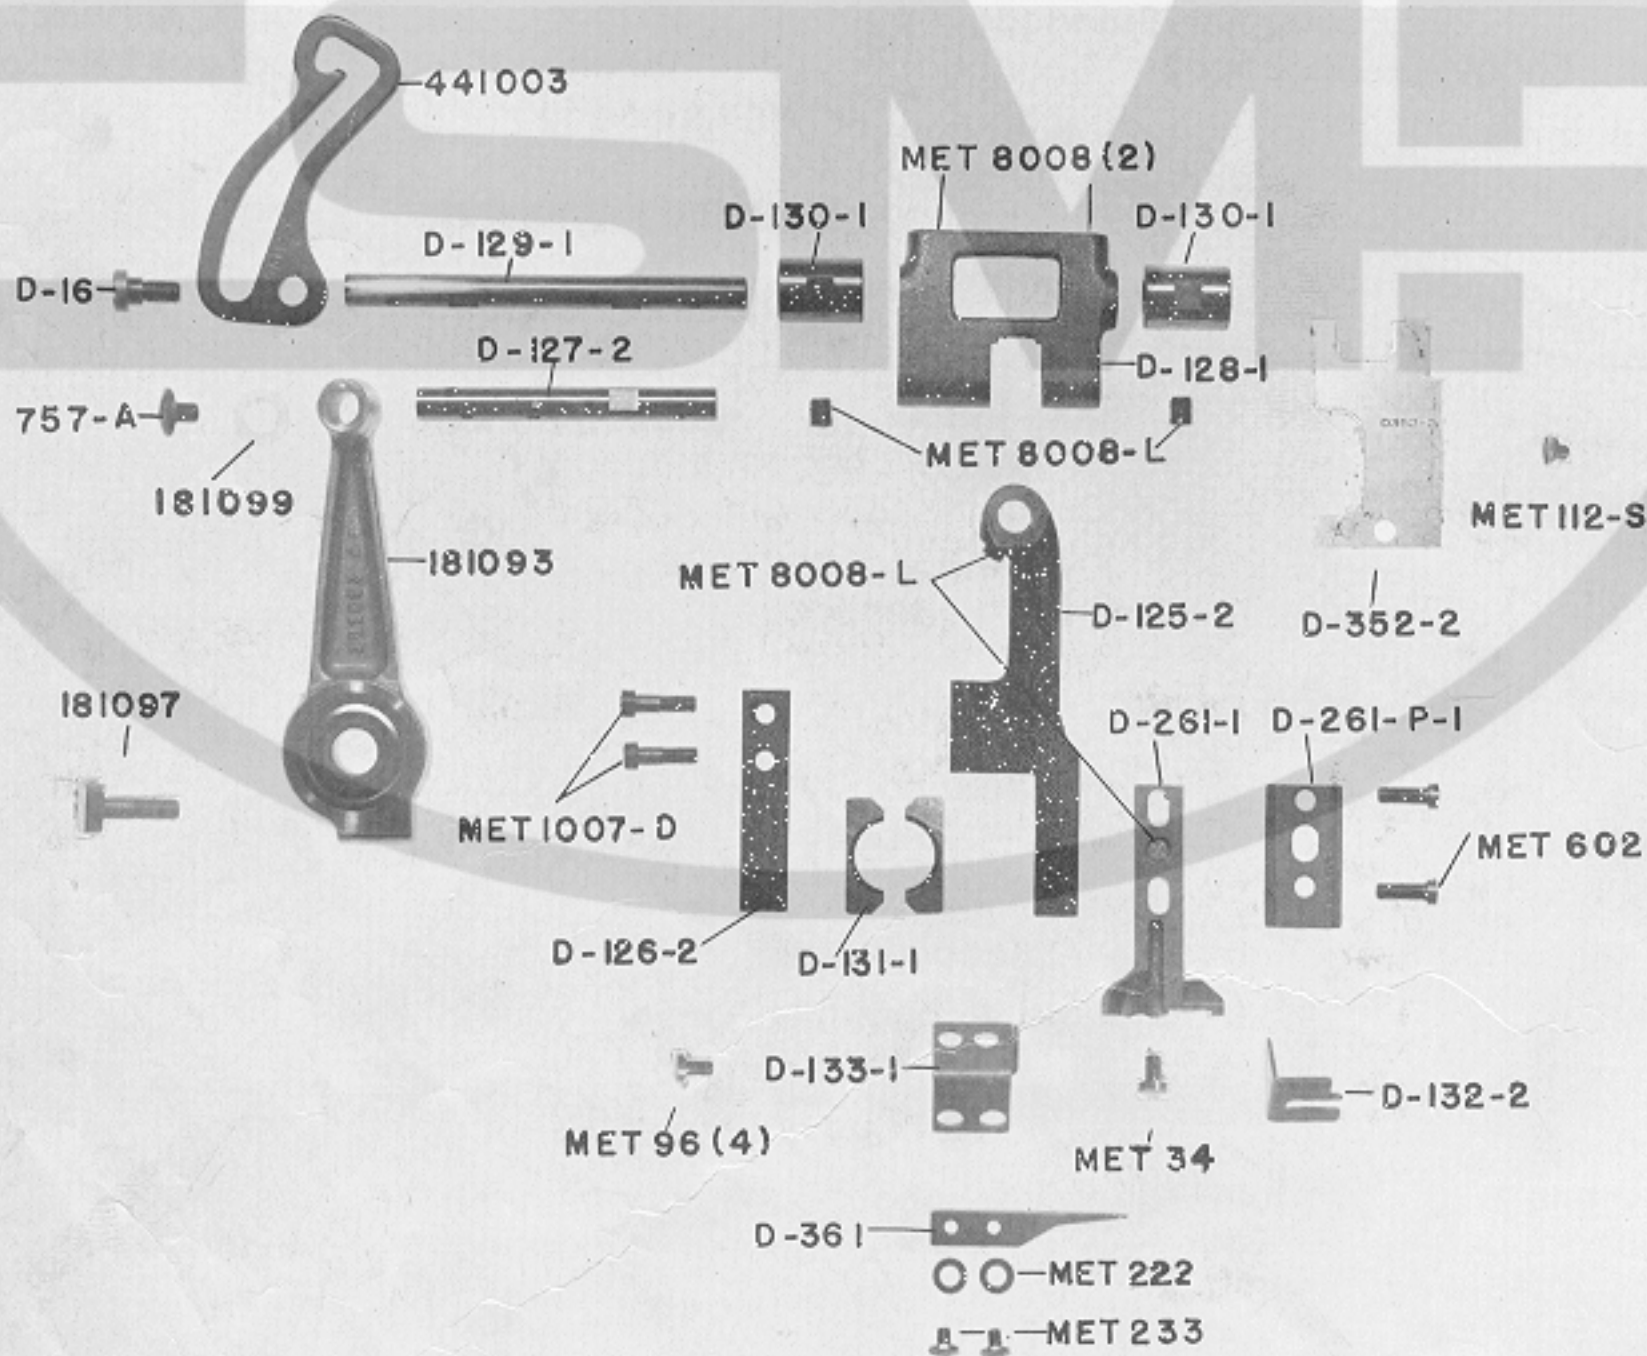 441003
MET 8008 (2)
D-130-1
D-130-1
D-129-1
D-16
D-127-2
D-128-1
757-A
MET 8008-L
181099
MET 112-S
181093
MET 8008-L
D-125-2
D-352-2
181097
D-261-1
D-261-P-1
MET 1007-D
MET 602
D-126-2
D-131-1
D-133-1
D-132-2
MET 96 (4)
MET 34
D-361
MET 222
MET 233